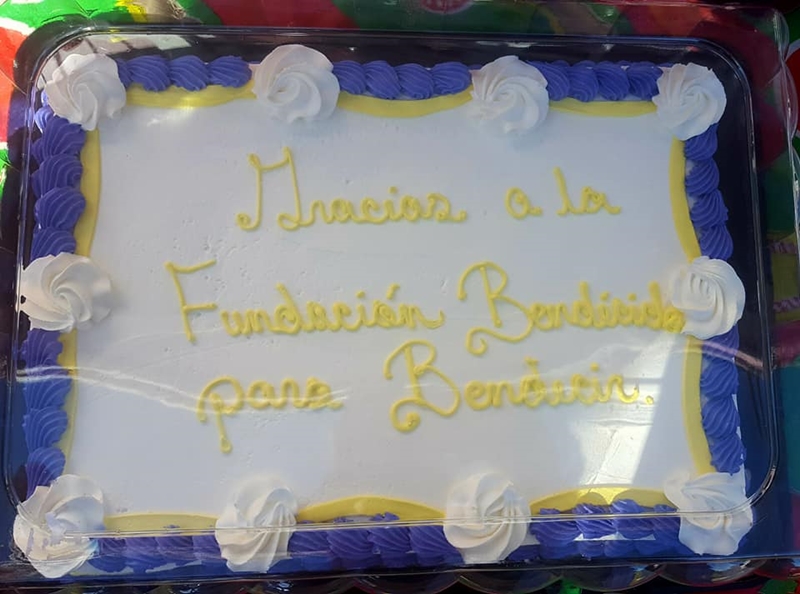 Gracias a la
Fundación Bendicido
para Bendecir.